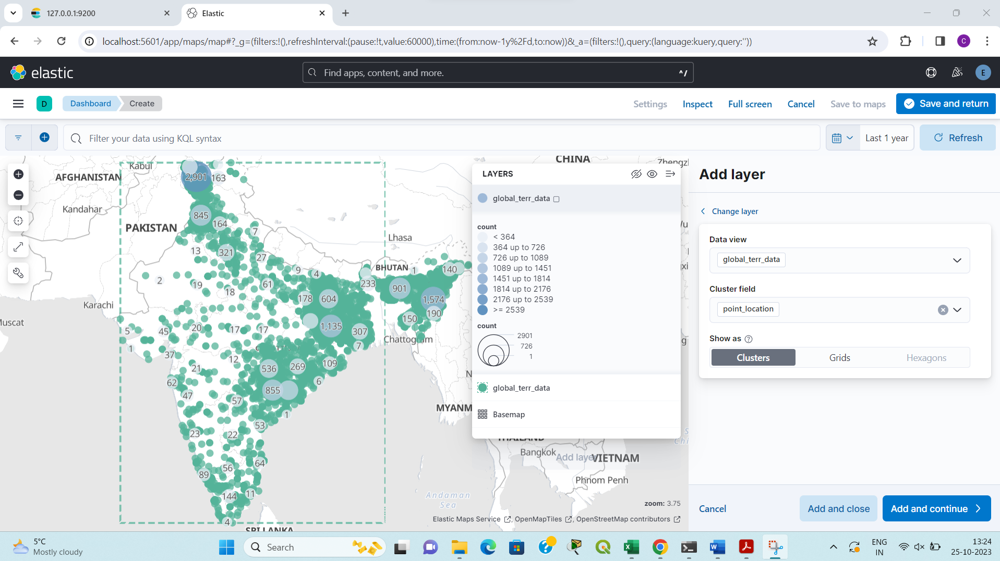 127.0.0.1:9200
Elastic
localhost:5601/app/maps/map#?_g=(filters:!(),refreshInterval:(pause:!t,value:60000),time:(from:now-1y%2Fd,to:now))&_a=(filters:!(),query:(language:kuery,query:''))
C
elastic
Find apps, content, and more.
^/
E
D
Dashboard
Create
Settings
Inspect
Full screen
Cancel
Save to maps
Save and return
Filter your data using KQL syntax
Last 1 year
Refresh
Kabul
AFGHANISTAN
Kandahar
PAKISTAN
Karachi
Muscat
CHINA
Zhengzl
Lhasa
BHUTAN
Chattogram
MYANM
THAILAND
Bangkok
Add layer
VIETNAM
Phnom Penh
Andaman
Sea
SRI LANKA
2,901
163
845
164
7
13
321
27
9
4
1
140
2
19
18
61
233
901
178
604
1,574
190
150
5
45
20
17
17
1,135
307
7
1
37
12
21
536
269
109
62
47
57
855
6
1
53
23
22
64
56
89
144
11
4
LAYERS
global_terr_data
count
< 364
364 up to 726
726 up to 1089
1089 up to 1451
1451 up to 1814
1814 up to 2176
2176 up to 2539
>= 2539
count
2901
726
1
global_terr_data
Basemap
zoom: 3.75
Elastic Maps Service, OpenMapTiles, OpenStreetMap contributors
Add layer
Change layer
Data view
global_terr_data
Cluster field
point_location
Show as
Clusters
Grids
Hexagons
Cancel
Add and close
Add and continue
5°C
Mostly cloudy
Search
ENG
IN
13:24
25-10-2023